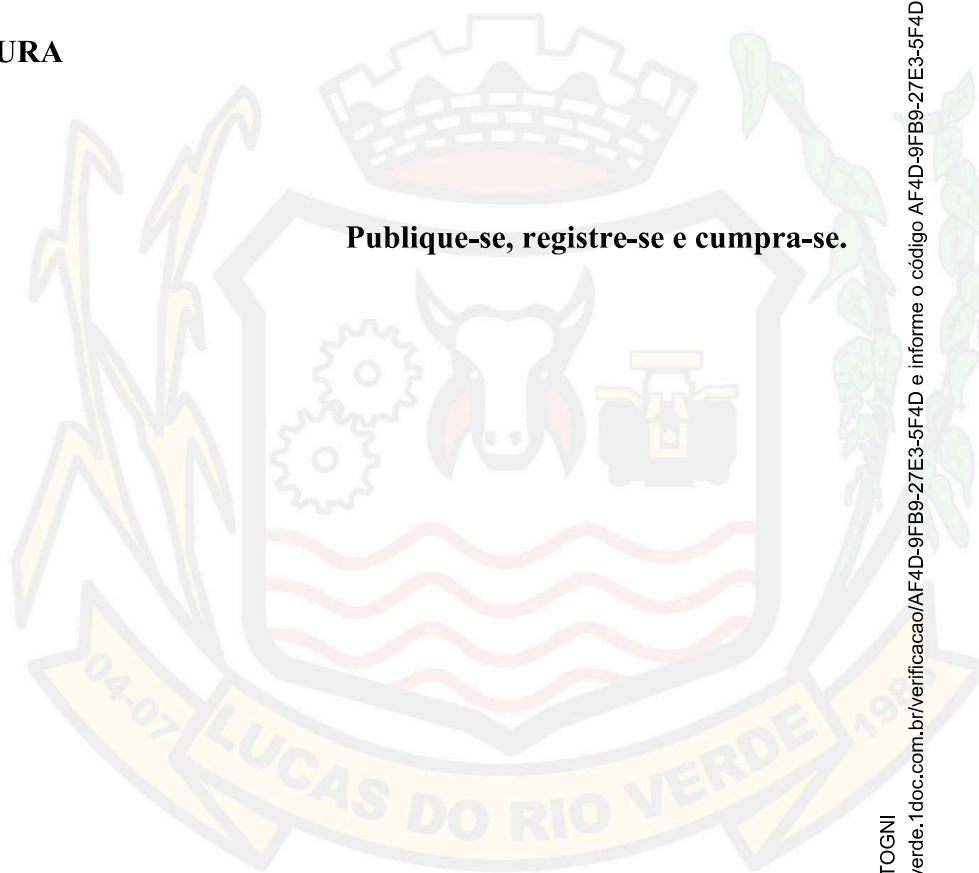 URA
Publique-se, registre-se e cumpra-se.
04-07 LUCAS DO RIO VERDE 1988
TOGNI
verde.1doc.com.br/verificacao/AF4D-9FB9-27E3-5F4D e informe o código AF4D-9FB9-27E3-5F4D